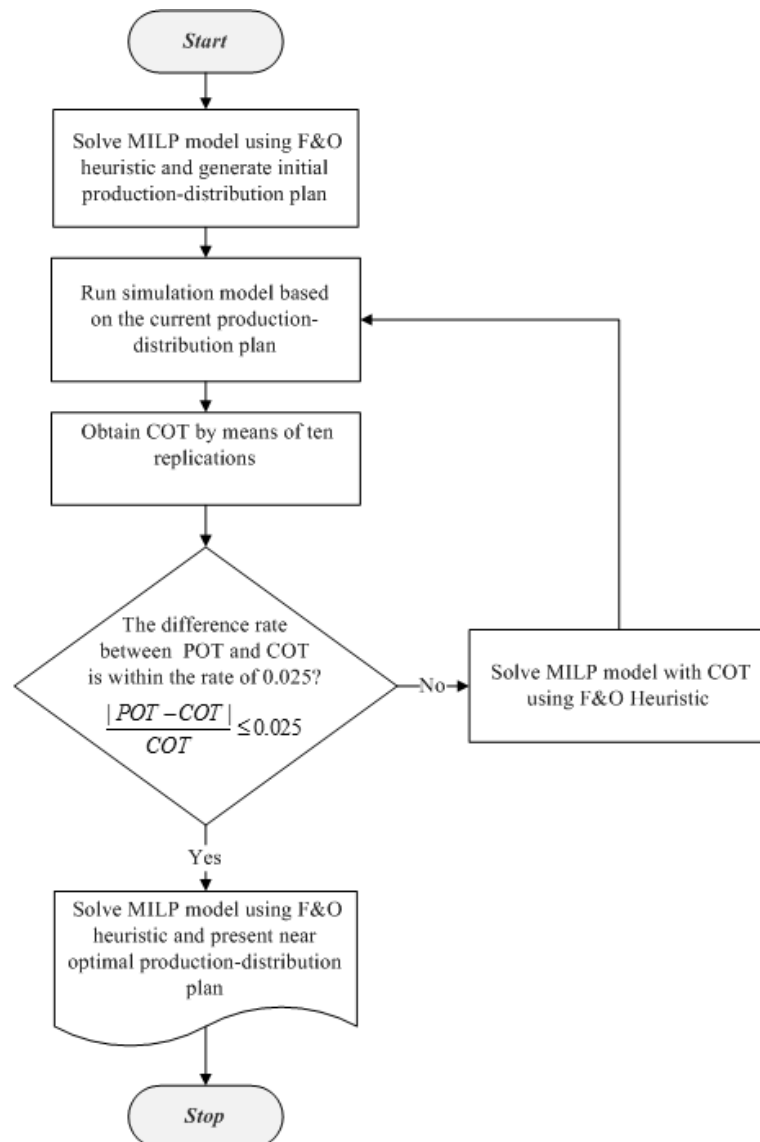 Start
Solve MILP model using F&O
heuristic and generate initial
production-distribution plan
Run simulation model based
on the current production-
distribution plan
Obtain COT by means of ten
replications
The difference rate
between POT and COT
is within the rate of 0.025?
|POT − COT|
COT
≤ 0.025
No
Solve MILP model with COT
using F&O Heuristic
Yes
Solve MILP model using F&O
heuristic and present near
optimal production-distribution
plan
Stop